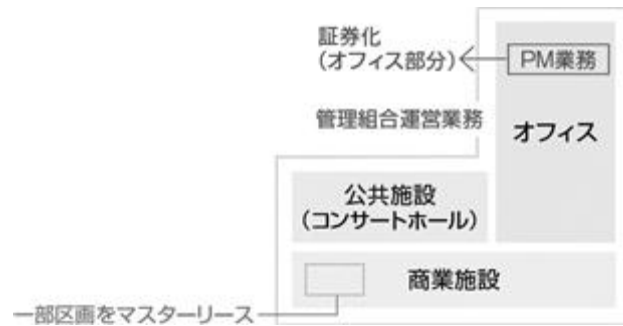 証券化
(オフィス部分)
PM業務
管理組合運営業務
オフィス
公共施設
(コンサートホール)
商業施設
一部区画をマスターリース